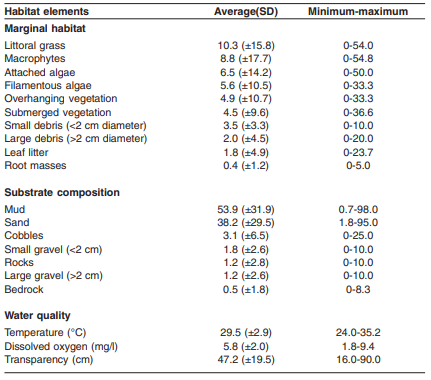 Habitat elements Average(SD) Minimum-maximum
Marginal habitat
Littoral grass 10.3 (±15.8) 0-54.0
Macrophytes 8.8 (±17.7) 0-54.8
Attached algae 6.5 (±14.2) 0-50.0
Filamentous algae 5.6 (±10.5) 0-33.3
Overhanging vegetation 4.9 (±10.7) 0-33.3
Submerged vegetation 4.5 (±9.6) 0-36.6
Small debris (<2 cm diameter) 3.5 (±3.3) 0-10.0
Large debris (>2 cm diameter) 2.0 (±4.5) 0-20.0
Leaf litter 1.8 (±4.9) 0-23.7
Root masses 0.4 (±1.2) 0-5.0
Substrate composition
Mud 53.9 (±31.9) 0.7-98.0
Sand 38.2 (±29.5) 1.8-95.0
Cobbles 3.1 (±6.5) 0-25.0
Small gravel (<2 cm) 1.8 (±2.6) 0-10.0
Rocks 1.2 (±2.8) 0-10.0
Large gravel (>2 cm) 1.2 (±2.6) 0-10.0
Bedrock 0.5 (±1.8) 0-8.3
Water quality
Temperature (°C) 29.5 (±2.9) 24.0-35.2
Dissolved oxygen (mg/l) 5.8 (±2.0) 1.8-9.4
Transparency (cm) 47.2 (±19.5) 16.0-90.0